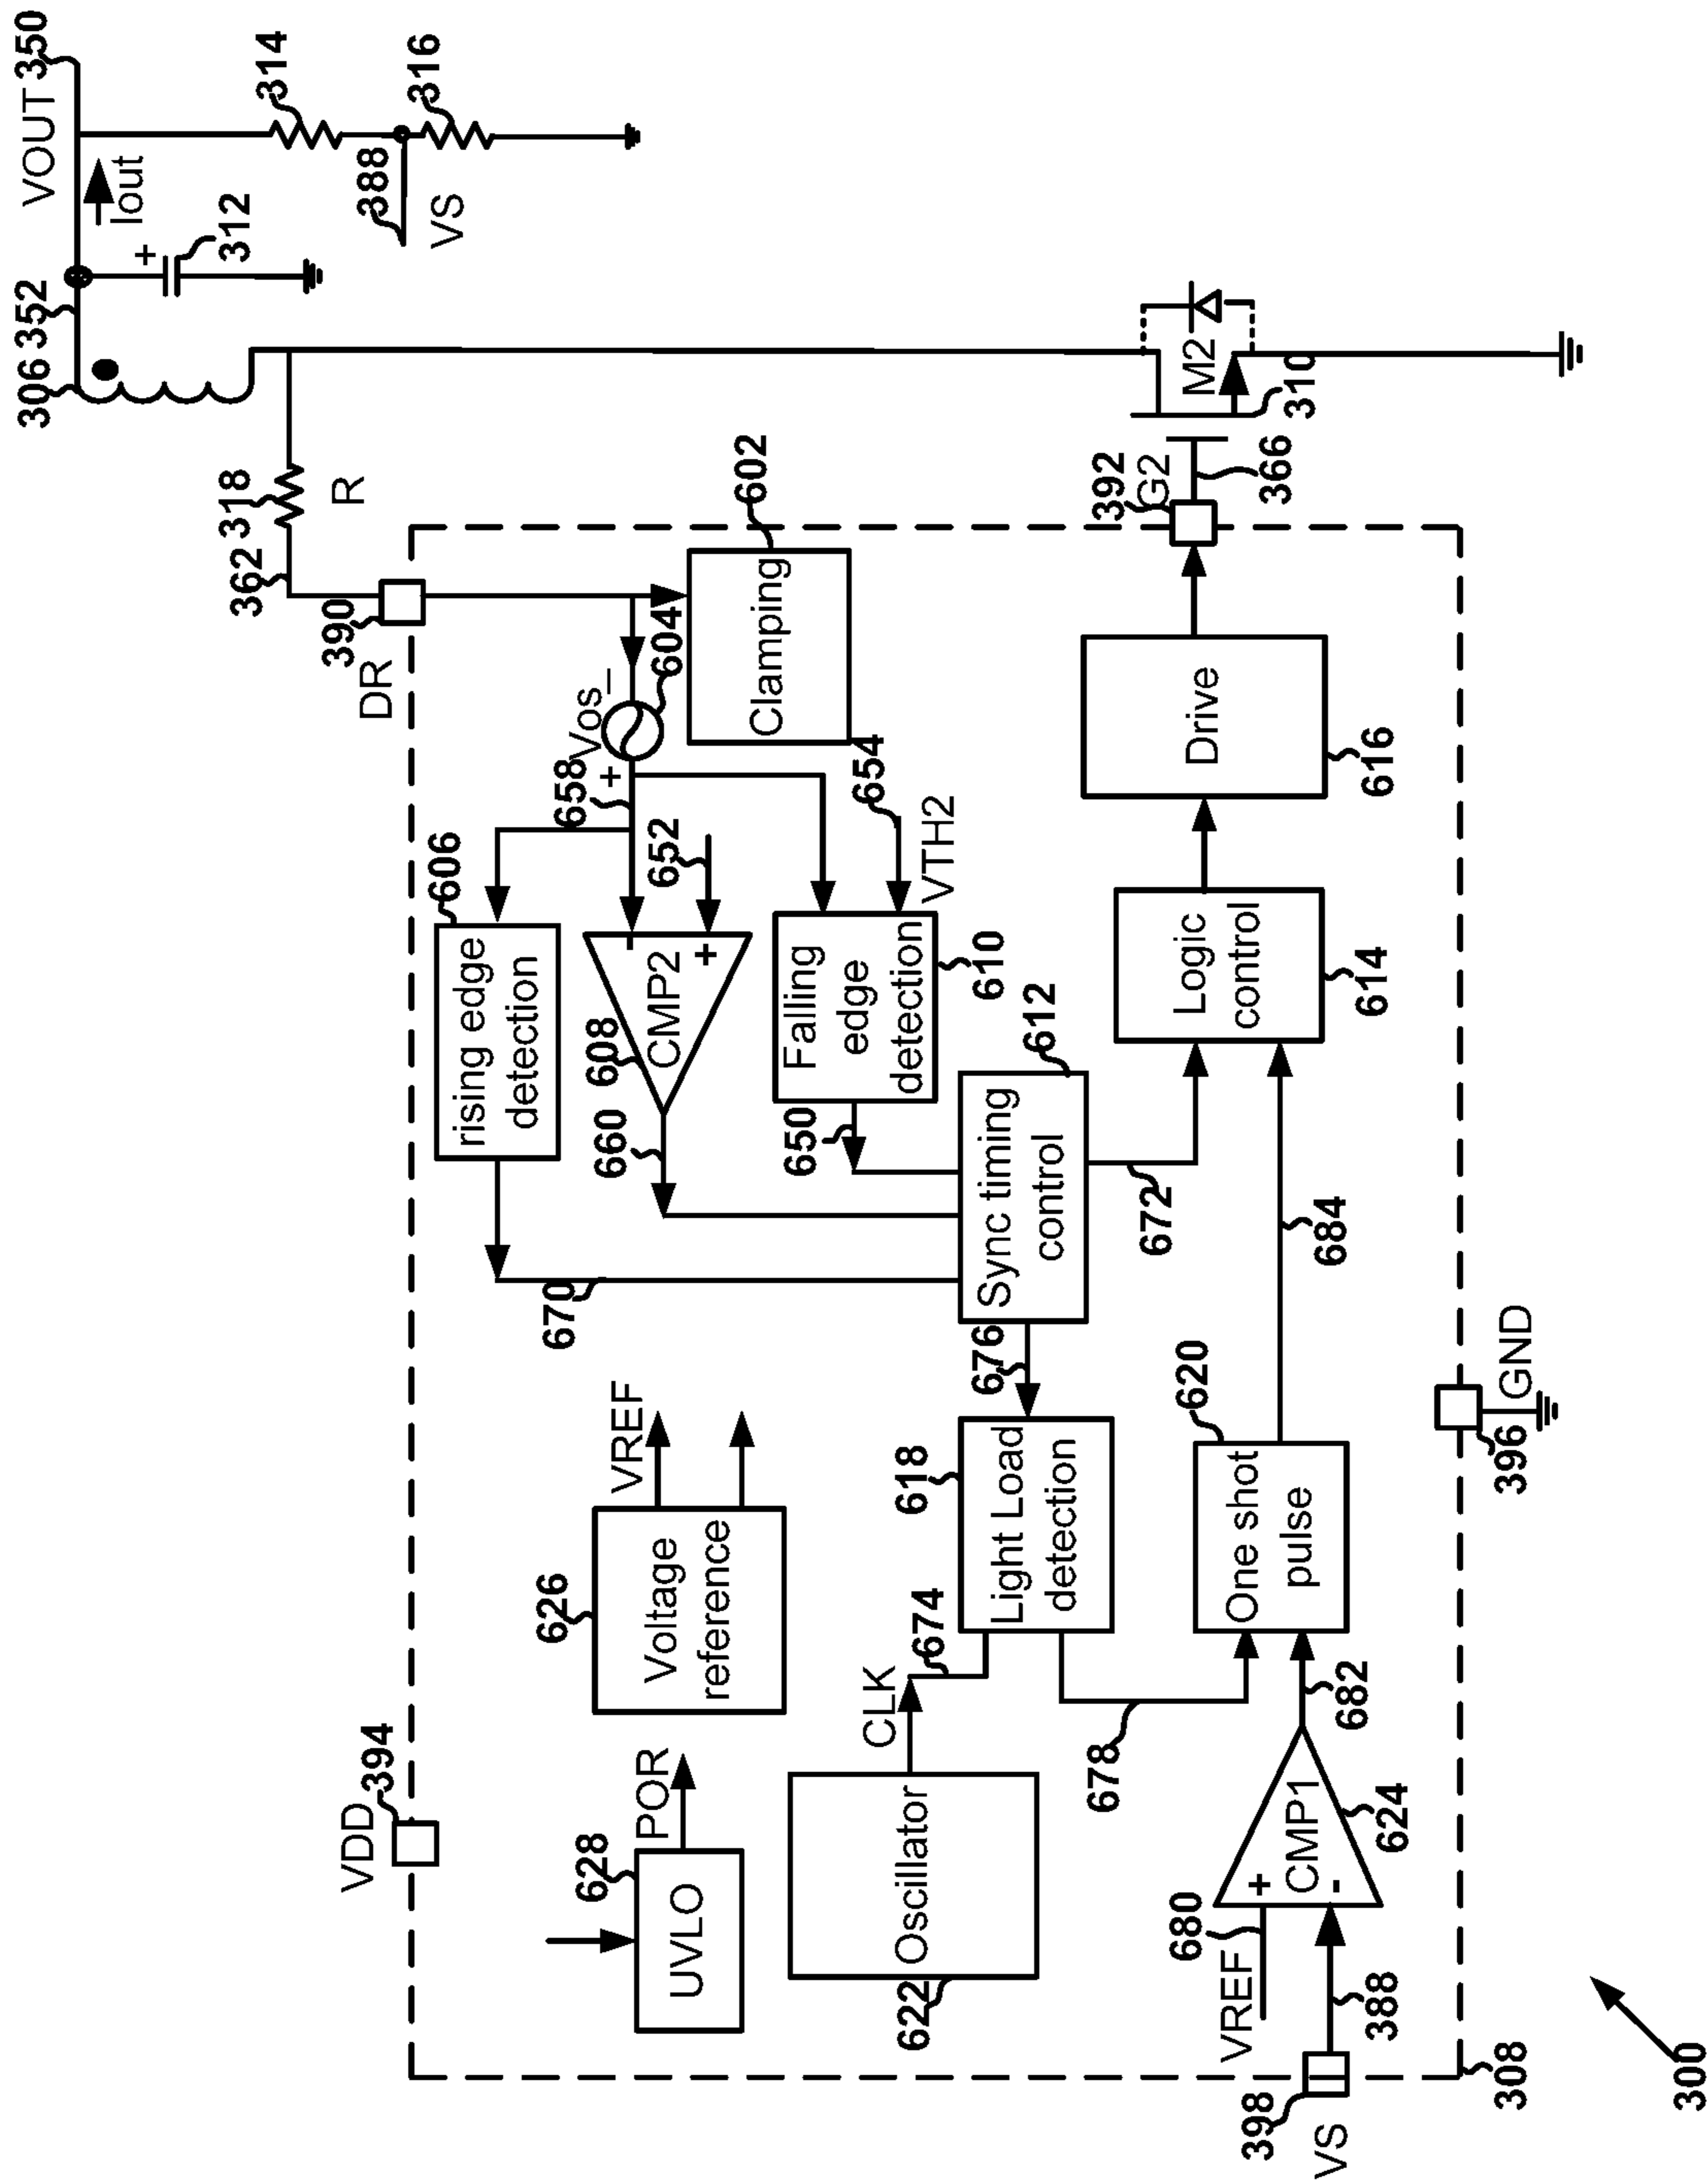 VOUT
350
314
316
Iout
388
VS
+
312
352
306
318
R
362
390
DR
M2
310
392
G2
366
602
Clamping
604
Vos
–
+
658
652
654
VTH2
606
rising edge
detection
608
CMP2
-
+
Falling
edge
detection
610
660
650
670
612
Sync timing
control
672
676
Logic
control
614
Drive
616
684
VREF
626
Voltage
reference
618
Light Load
detection
620
One shot
pulse
674
CLK
678
682
VDD
394
628
UVLO
POR
Oscillator
622
680
VREF
+
CMP1
-
624
388
398
VS
396
GND
308
300